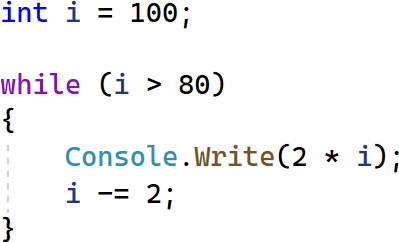 int i = 100;

while (i > 80)
{
    Console.Write(2 * i);
    i -= 2;
}